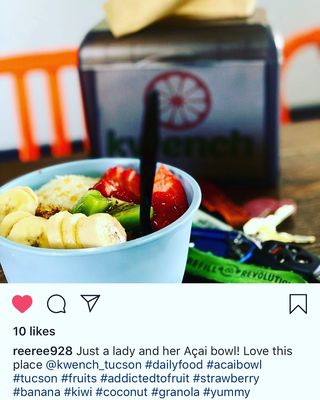 kwench
REFILL REVOLUTION
10 likes
reeree928 Just a lady and her Açai bowl! Love this
place @kwench_tucson #dailyfood #acaibowl
#tucson #fruits #addictedtofruit #strawberry
#banana #kiwi #coconut #granola #yummy